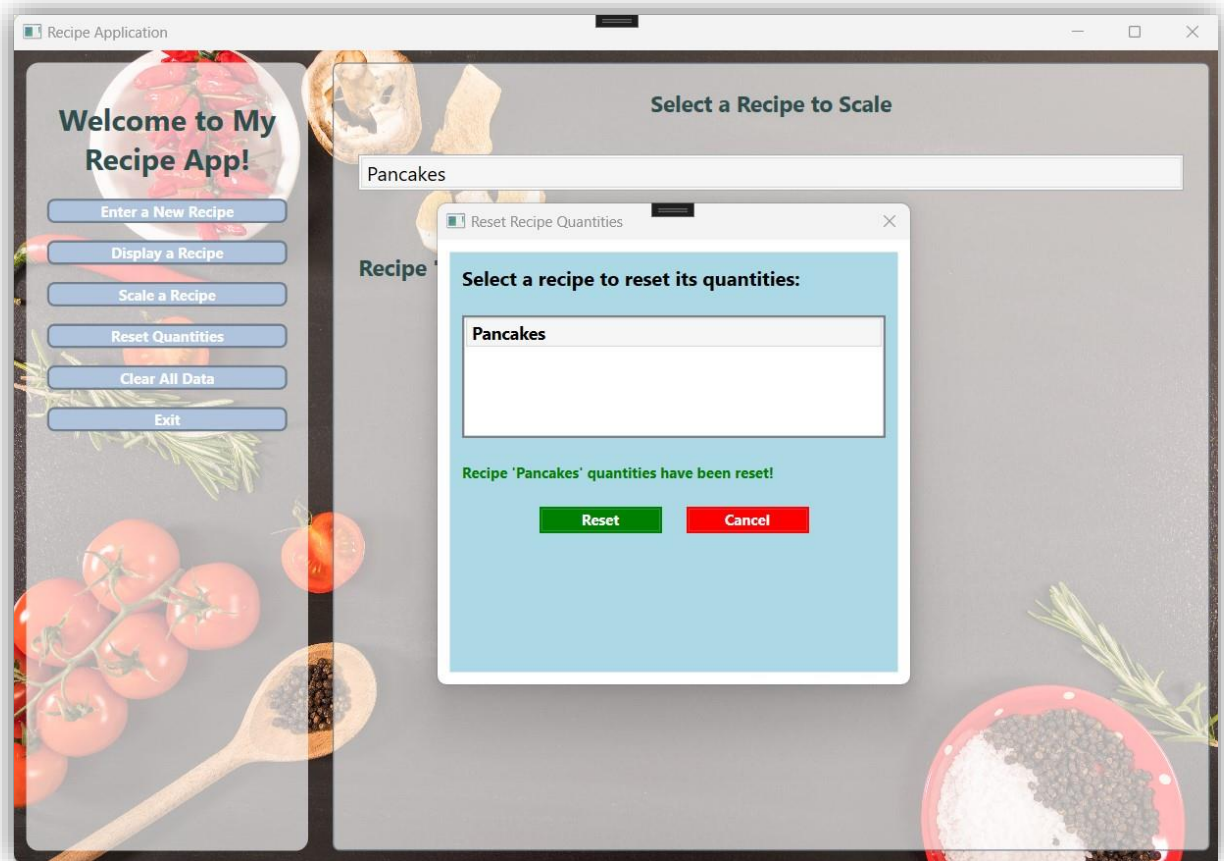 Recipe Application
Welcome to My
Recipe App!
Enter a New Recipe
Display a Recipe
Scale a Recipe
Reset Quantities
Clear All Data
Exit
Select a Recipe to Scale
Pancakes
Recipe '
Reset Recipe Quantities
Select a recipe to reset its quantities:
Pancakes
Recipe 'Pancakes' quantities have been reset!
Reset
Cancel